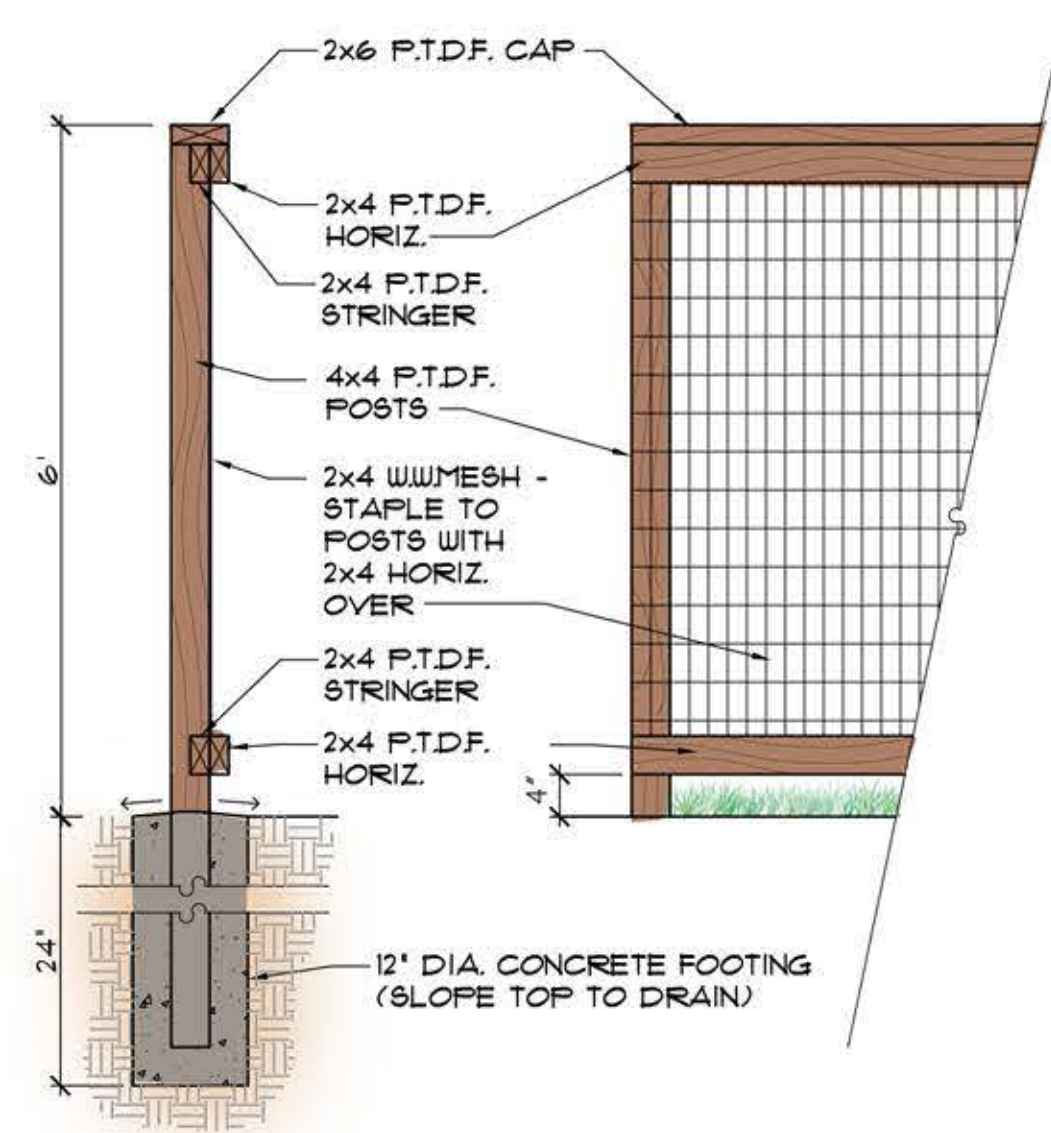 2x6 P.T.D.F. CAP
2x4 P.T.D.F.
HORIZ.
2x4 P.T.D.F.
STRINGER
4x4 P.T.D.F.
POSTS
6'
2x4 W.W.MESH -
STAPLE TO
POSTS WITH
2x4 HORIZ.
OVER
2x4 P.T.D.F.
STRINGER
2x4 P.T.D.F.
HORIZ.
4"
24"
12" DIA. CONCRETE FOOTING
(SLOPE TOP TO DRAIN)